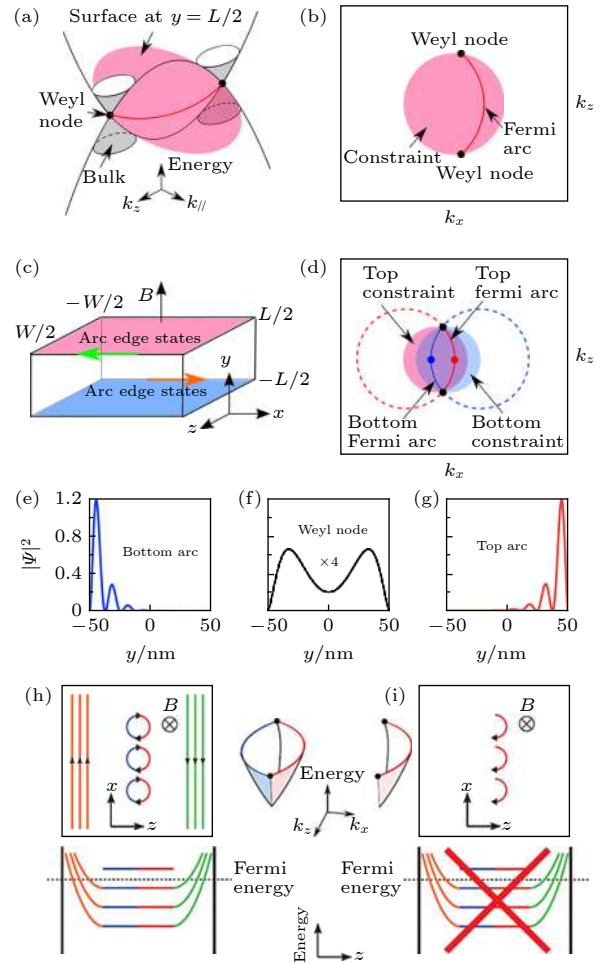 (a)
Surface at y = L/2
Weyl
node
Bulk
Energy
k_z
k_//
(b)
Weyl node
Constraint
Fermi
arc
Weyl node
k_z
k_x
(c)
−W/2
B
W/2
L/2
Arc edge states
y
−L/2
Arc edge states
z
x
(d)
Top
constraint
Top
fermi arc
Bottom
Fermi arc
Bottom
constraint
k_z
k_x
(e)
1.2
0.8
0.4
0
|Ψ|²
Bottom arc
−50
0
50
y/nm
(f)
Weyl node
×4
−50
0
50
y/nm
(g)
Top arc
−50
0
50
y/nm
(h)
B
x
z
Energy
k_z
k_x
(i)
B
x
z
Fermi
energy
Energy
z
Fermi
energy